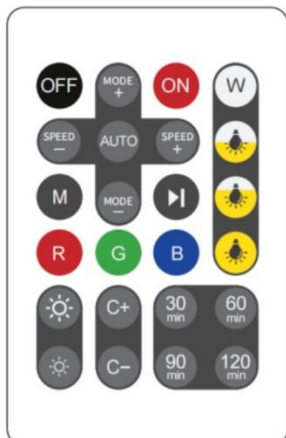 OFF
MODE
+
ON
W
SPEED
−
AUTO
SPEED
+
M
MODE
−
R
G
B
C+
30
min
60
min
C−
90
min
120
min